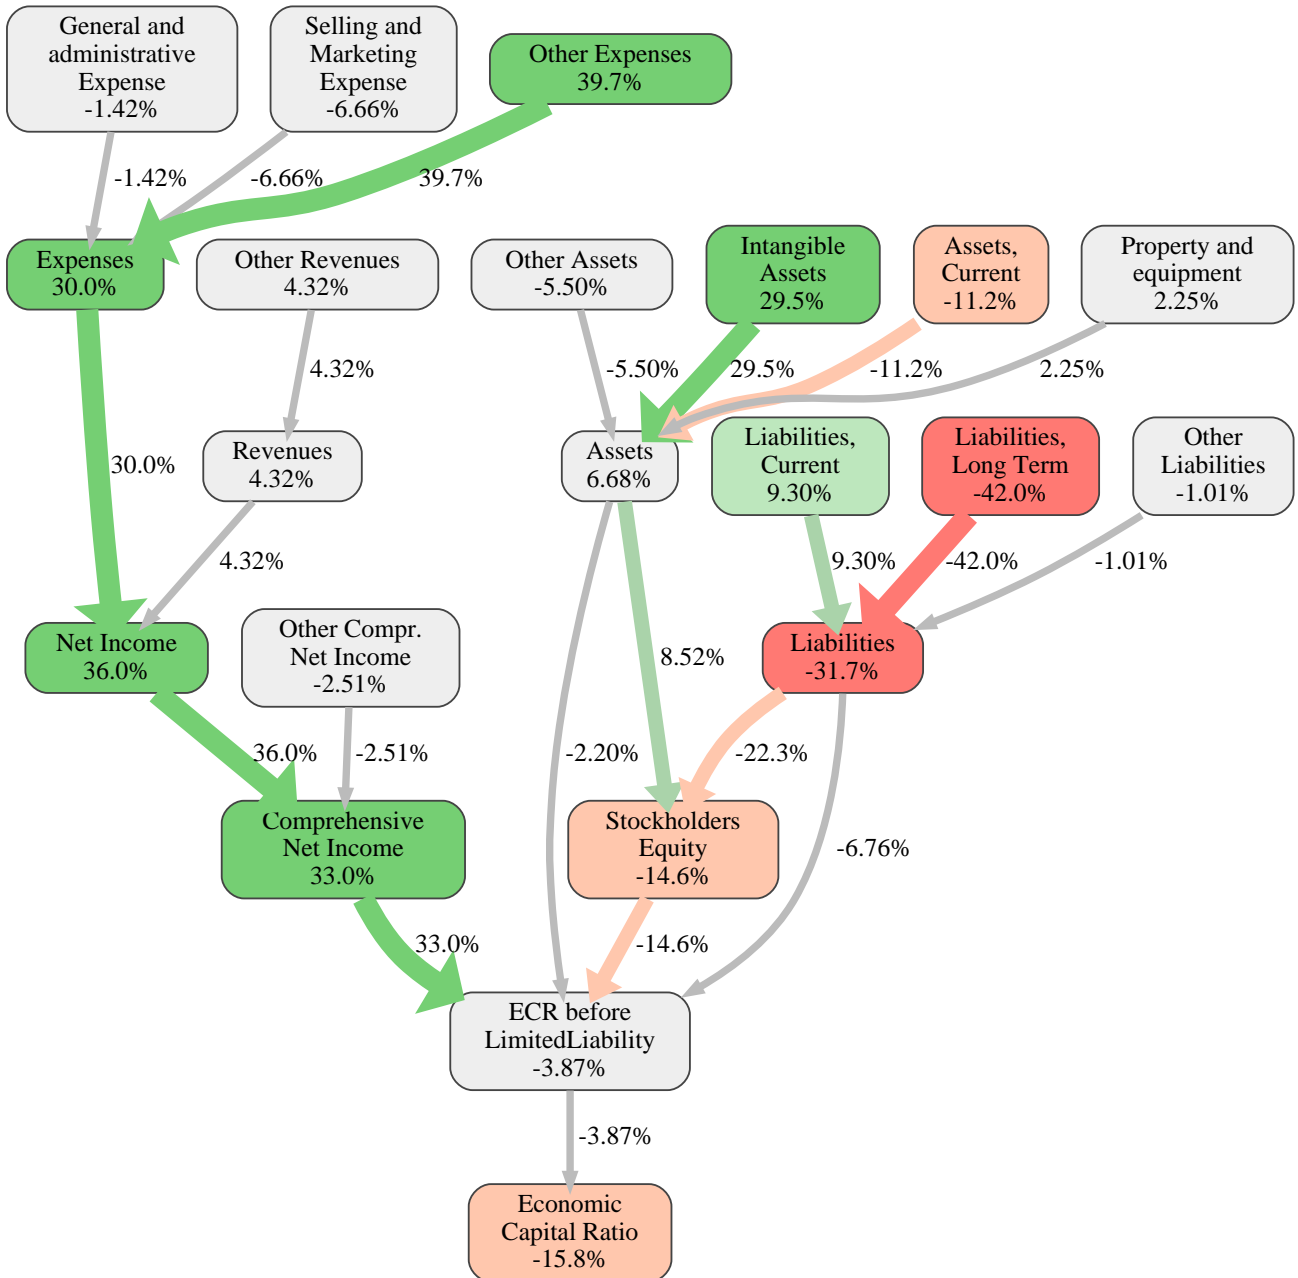 General and
administrative
Expense
-1.42%
Selling and
Marketing
Expense
-6.66%
Other Expenses
39.7%
-1.42%
-6.66%
39.7%
Expenses
30.0%
Other Revenues
4.32%
Other Assets
-5.50%
Intangible
Assets
29.5%
Assets,
Current
-11.2%
Property and
equipment
2.25%
4.32%
-5.50%
29.5%
-11.2%
2.25%
30.0%
Revenues
4.32%
Assets
6.68%
Liabilities,
Current
9.30%
Liabilities,
Long Term
-42.0%
Other
Liabilities
-1.01%
4.32%
9.30%
-42.0%
-1.01%
Net Income
36.0%
Other Compr.
Net Income
-2.51%
8.52%
Liabilities
-31.7%
36.0%
-2.51%
-2.20%
-22.3%
Comprehensive
Net Income
33.0%
Stockholders
Equity
-14.6%
-6.76%
33.0%
-14.6%
ECR before
LimitedLiability
-3.87%
-3.87%
Economic
Capital Ratio
-15.8%